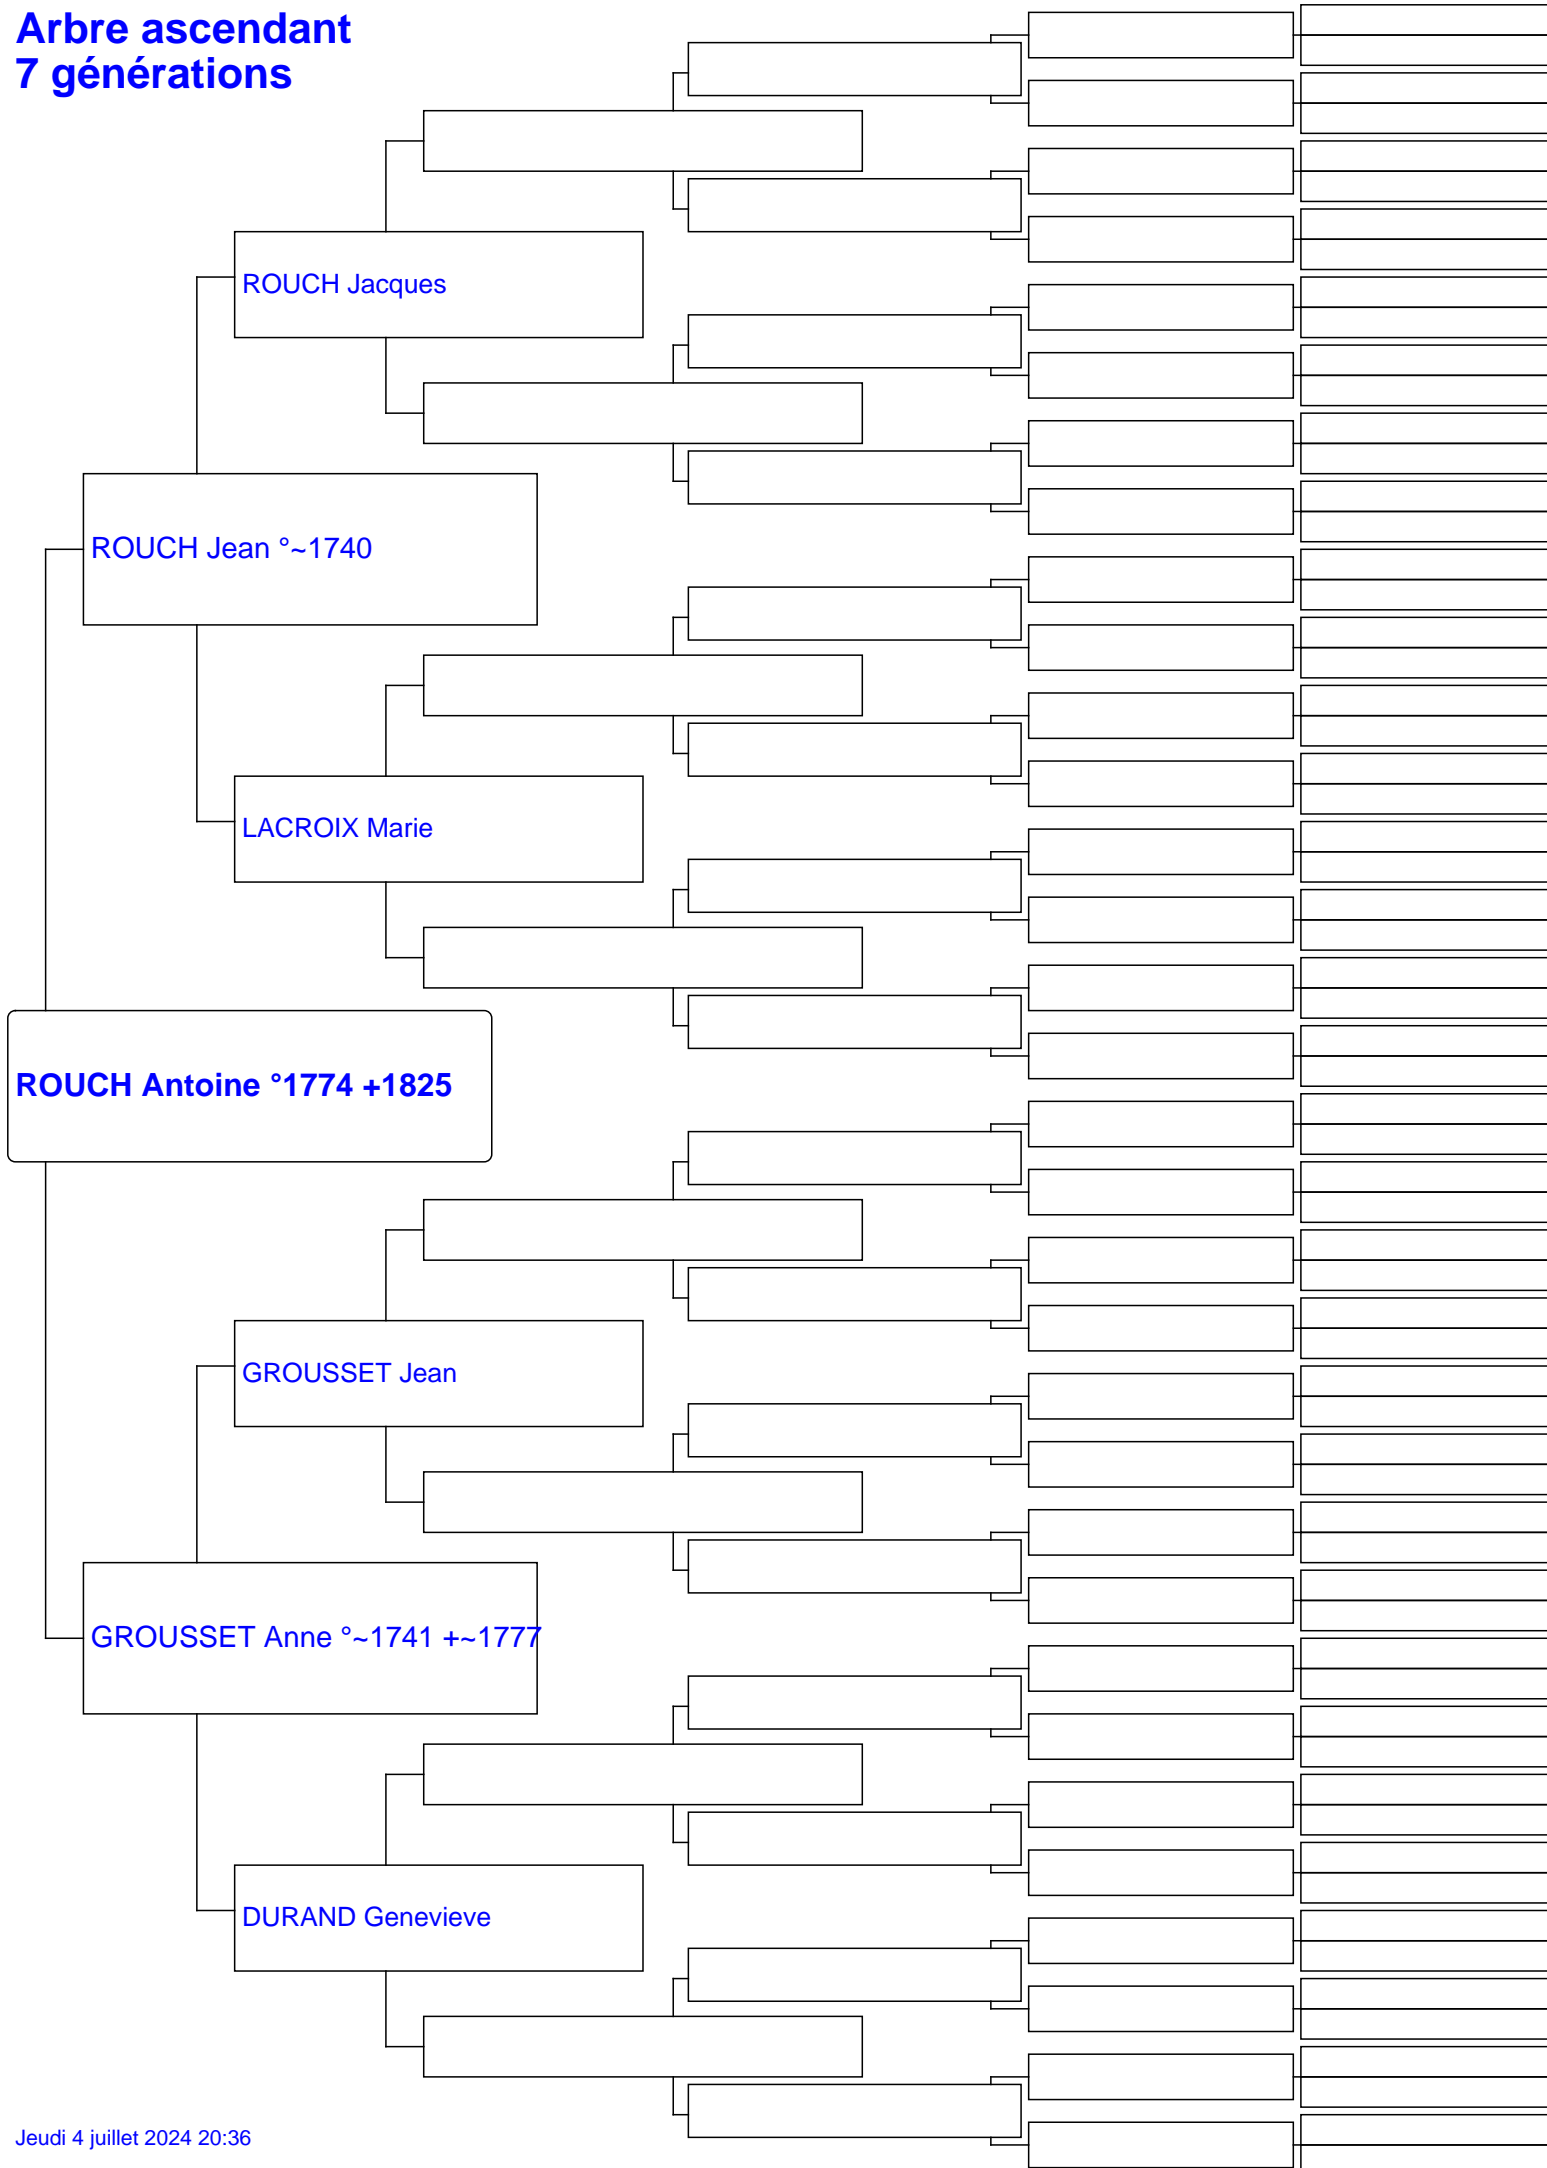 Arbre ascendant
7 générations
ROUCH Jacques
ROUCH Jean °~1740
LACROIX Marie
ROUCH Antoine °1774 +1825
GROUSSET Jean
GROUSSET Anne °~1741 +~1777
DURAND Genevieve
Jeudi 4 juillet 2024 20:36